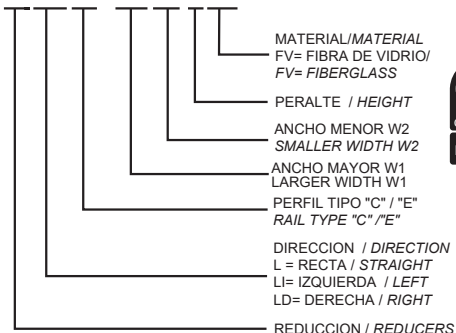 MATERIAL/MATERIAL
FV= FIBRA DE VIDRIO/
FV= FIBERGLASS
PERALTE / HEIGHT
ANCHO MENOR W2
SMALLER WIDTH W2
ANCHO MAYOR W1
LARGER WIDTH W1
PERFIL TIPO "C" / "E"
RAIL TYPE "C" /"E"
DIRECCION / DIRECTION
L = RECTA / STRAIGHT
LI= IZQUIERDA / LEFT
LD= DERECHA / RIGHT
REDUCCION / REDUCERS